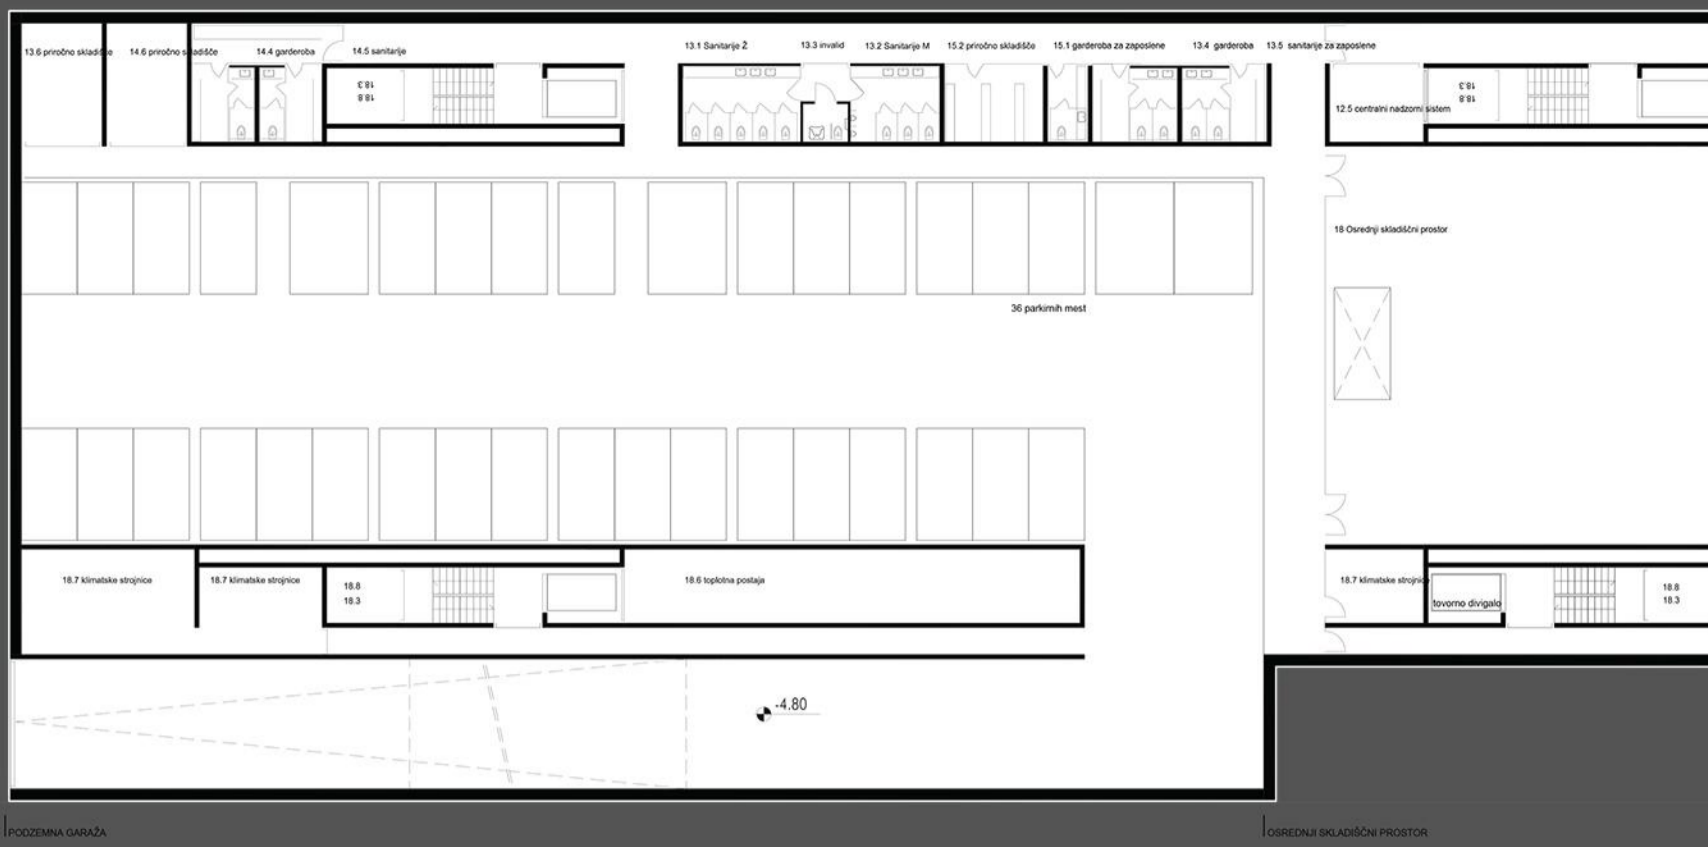 13.6 priročno skladišče
14.6 priročno skladišče
14.4 garderoba
14.5 sanitarije
13.1 Sanitarije Ž
13.3 invalid
13.2 Sanitarije M
15.2 priročno skladišče
15.1 garderoba za zaposlene
13.4 garderoba
13.5 sanitarije za zaposlene
18.3
18.8
18.3
18.8
12.5 centralni nadzorni sistem
18 Osrednji skladiščni prostor
36 parkirnih mest
18.7 klimatske strojnice
18.7 klimatske strojnice
18.8
18.3
18.6 toplotna postaja
18.7 klimatske strojnice
tovorno divigalo
18.8
18.3
-4.80
PODZEMNA GARAŽA
OSREDNJI SKLADIŠČNI PROSTOR